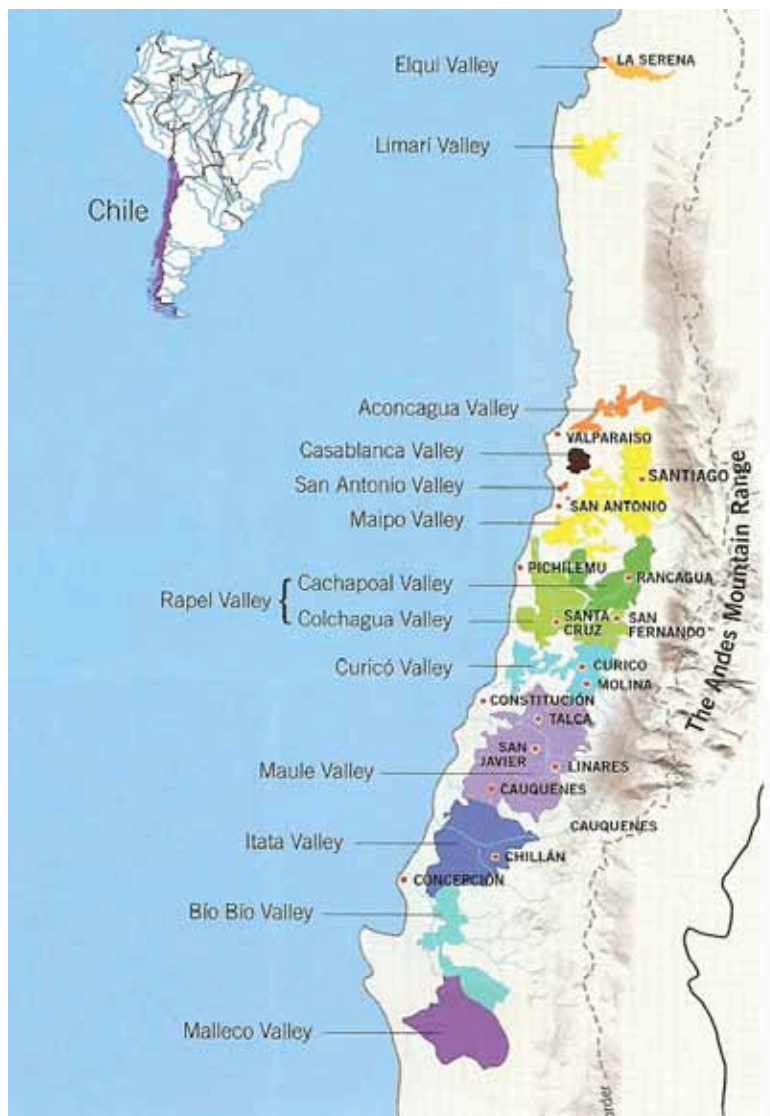 Elqui Valley
LA SERENA
Limarí Valley
Chile
Aconcagua Valley
VALPARAISO
Casablanca Valley
SANTIAGO
San Antonio Valley
SAN ANTONIO
Maipo Valley
The Andes Mountain Range
PICHILEMU
Cachapoal Valley
RANCAGUA
Rapel Valley
Colchagua Valley
SANTA
CRUZ
SAN
FERNANDO
Curicó Valley
CURICO
MOLINA
CONSTITUCIÓN
TALCA
SAN
JAVIER
LINARES
Maule Valley
CAUQUENES
CAUQUENES
Itata Valley
CHILLÁN
CONCEPCIÓN
Bío Bío Valley
Malleco Valley